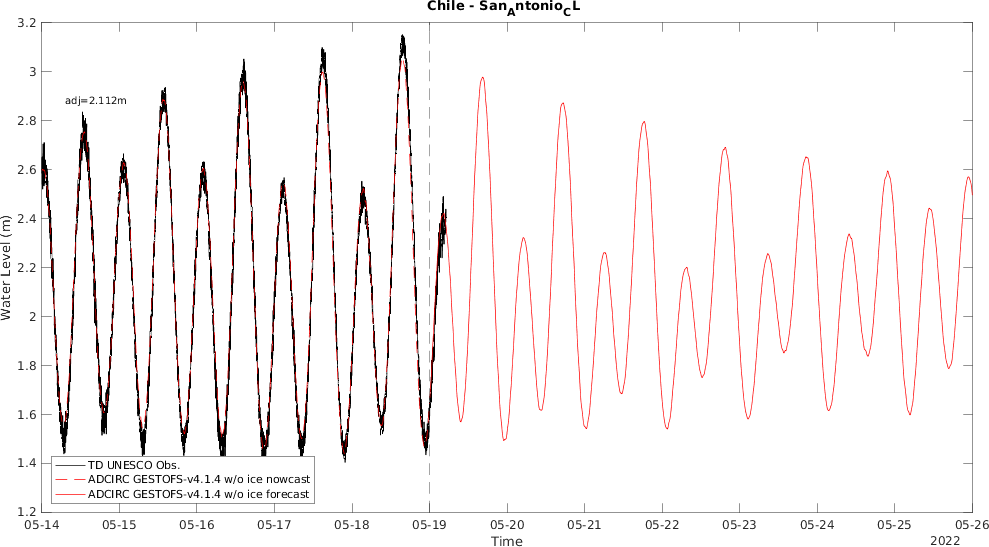 Chile - SanAntonioCL
3.2
3
2.8
2.6
2.4
2.2
2
1.8
1.6
1.4
1.2
Water Level (m)
adj=2.112m
TD UNESCO Obs.
ADCIRC GESTOFS-v4.1.4 w/o ice nowcast
ADCIRC GESTOFS-v4.1.4 w/o ice forecast
05-14 05-15 05-16 05-17 05-18 05-19 05-20 05-21 05-22 05-23 05-24 05-25 05-26
Time
2022